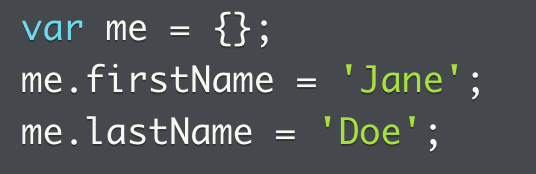 var me = {};
me.firstName = 'Jane';
me.lastName = 'Doe';